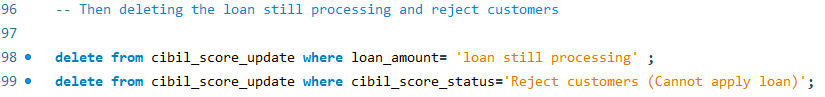 96 -- Then deleting the loan still processing and reject customers
97
98 delete from cibil_score_update where loan_amount= 'loan still processing' ;
99 delete from cibil_score_update where cibil_score_status='Reject customers (Cannot apply loan)';